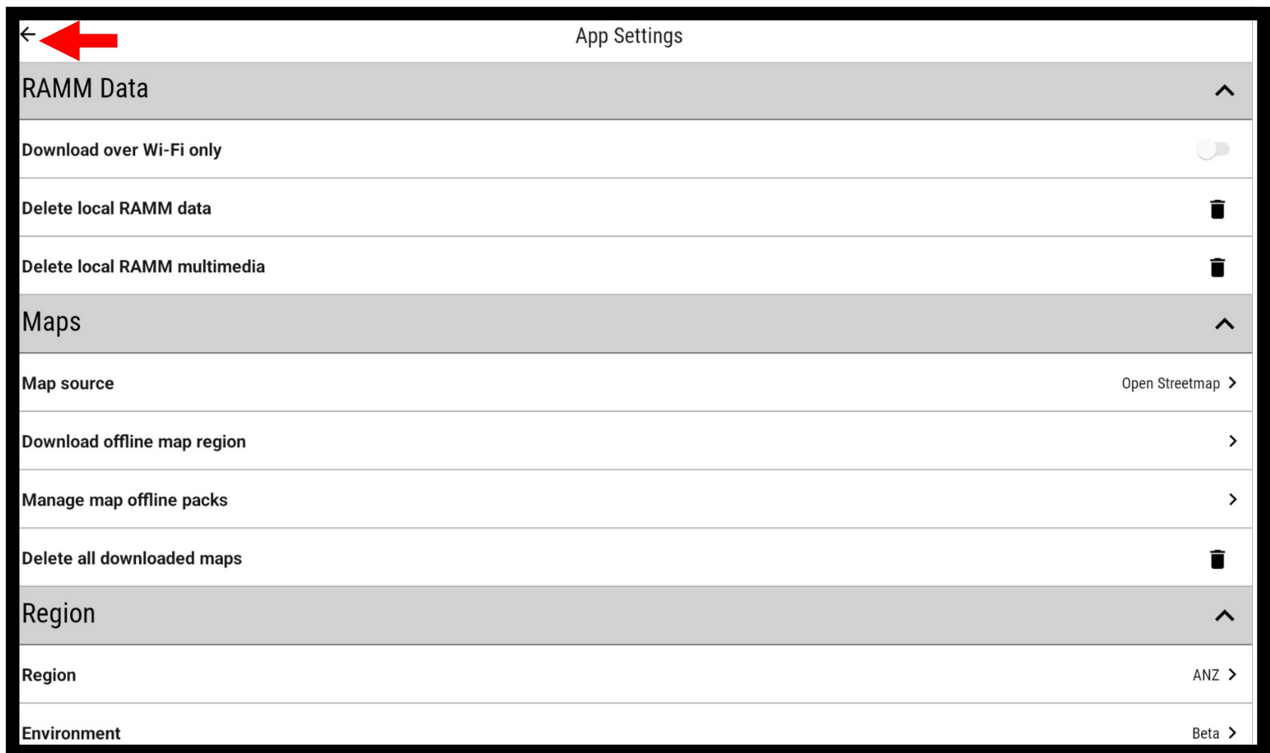 App Settings
RAMM Data
Download over Wi-Fi only
Delete local RAMM data
Delete local RAMM multimedia
Maps
Map source Open Streetmap
Download offline map region
Manage map offline packs
Delete all downloaded maps
Region
Region ANZ
Environment Beta